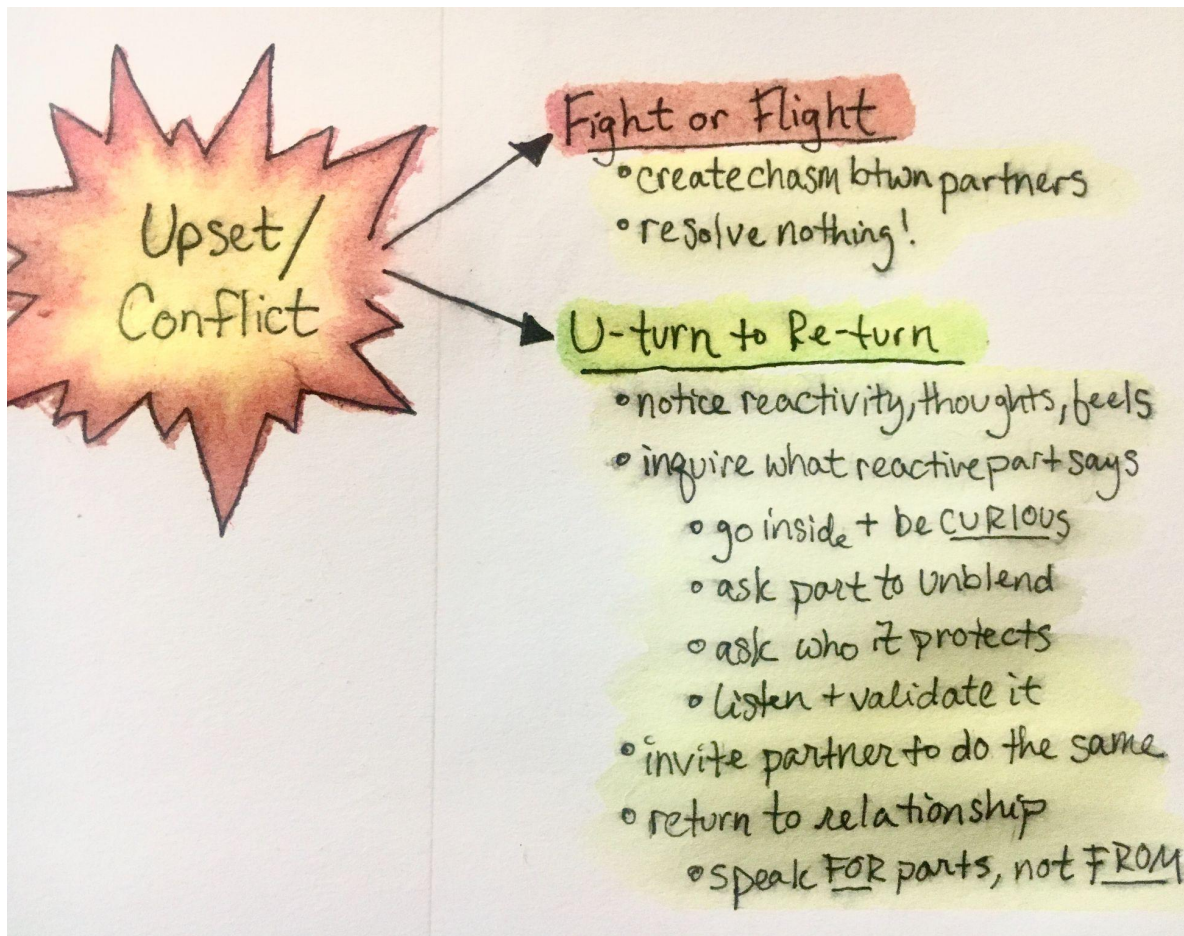 Upset/
Conflict
Fight or Flight
• create chasm btwn partners
• resolve nothing!
U-turn to Re-turn
• notice reactivity, thoughts, feels
• inquire what reactive part says
• go inside + be CURIOUS
• ask part to unblend
• ask who it protects
• listen + validate it
• invite partner to do the same
• return to relationship
• speak FOR parts, not FROM